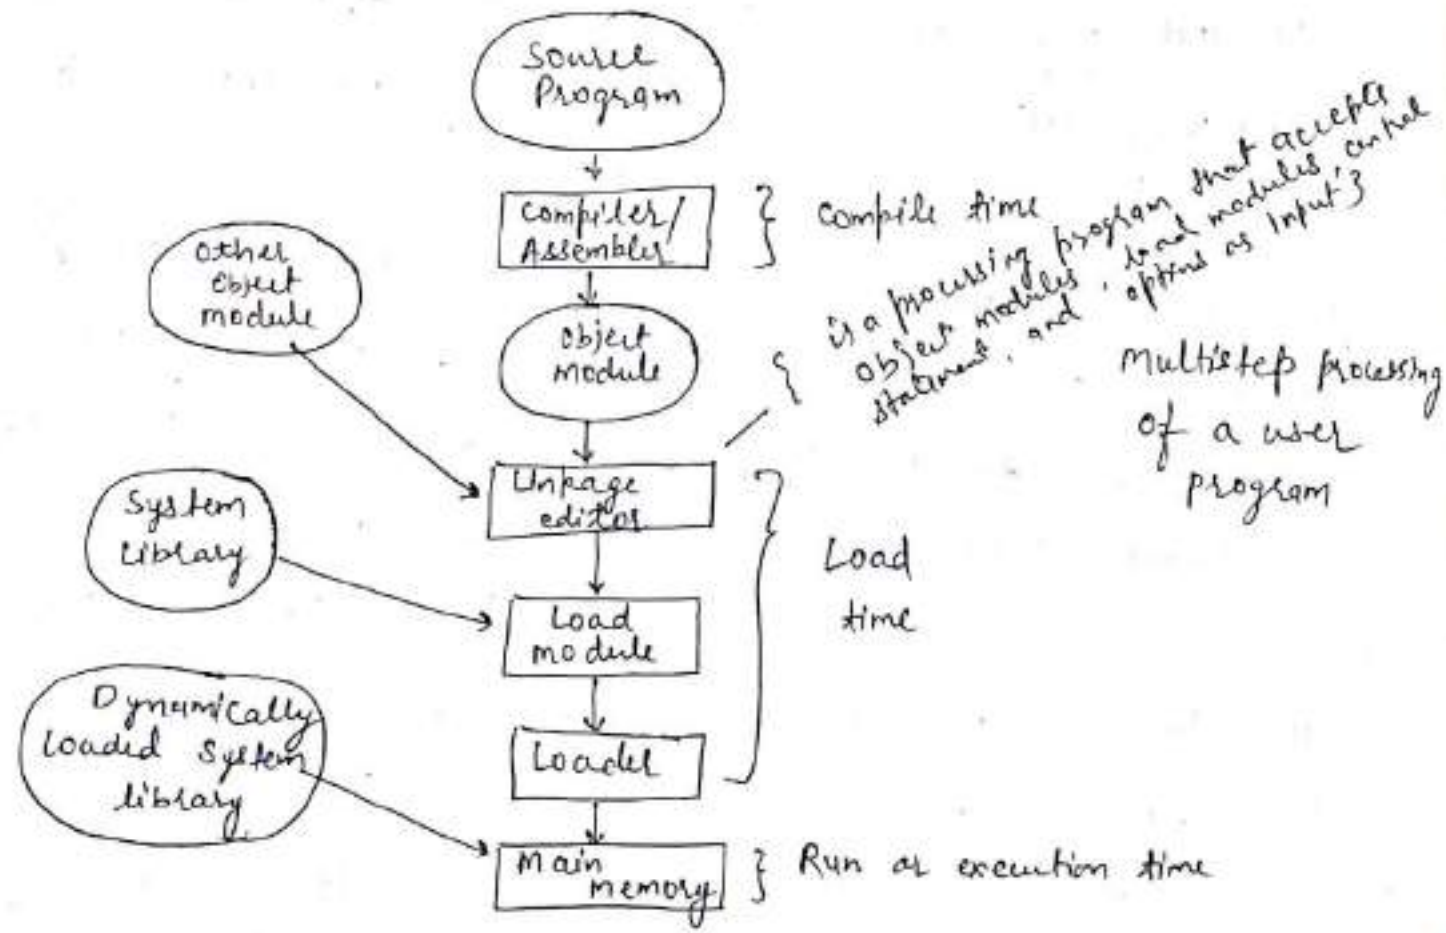 Source
Program
Compiler/
Assembler
} Compile time
is a processing program that accepts
object modules, load modules, control
statement, and options as Input}
Other
Object
module
Object
module
{
Multistep processing
of a user
program
Linkage
editor
System
Library
} Load
time
Load
module
Dynamically
Loaded System
library
Loader
Main
memory
} Run or execution time